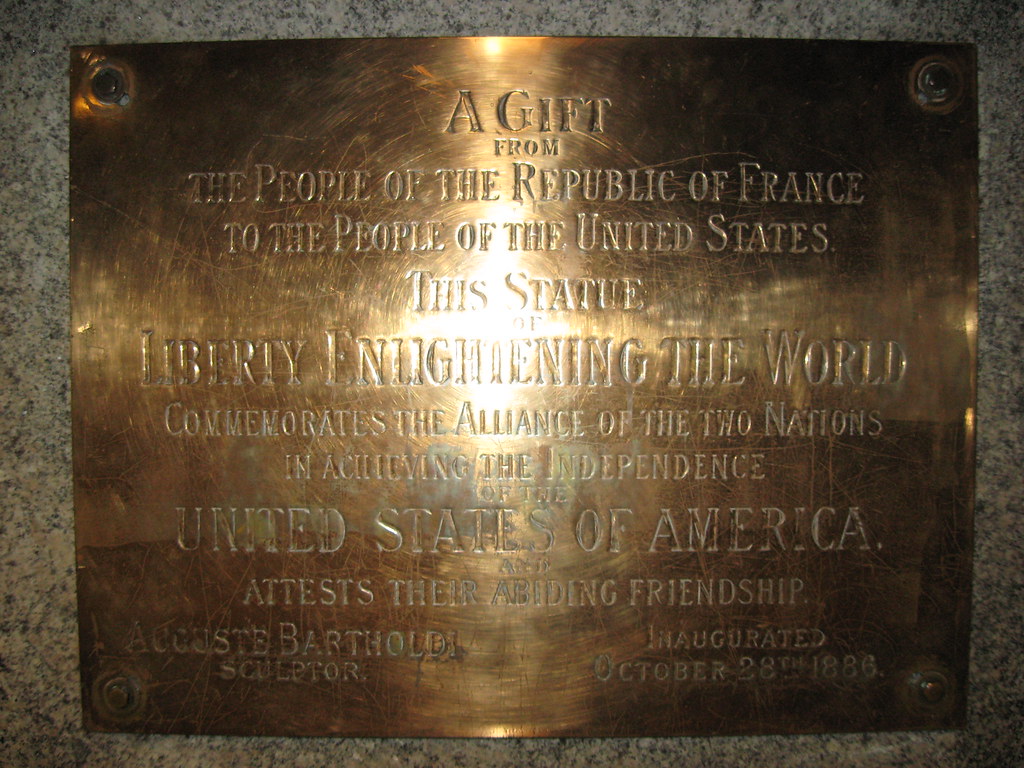 A GIFT
FROM
THE PEOPLE OF THE REPUBLIC OF FRANCE
TO THE PEOPLE OF THE UNITED STATES.
THIS STATUE
OF
LIBERTY ENLIGHTENING THE WORLD
COMMEMORATES THE ALLIANCE OF THE TWO NATIONS
IN ACHIEVING THE INDEPENDENCE
OF THE
UNITED STATES OF AMERICA.
AND
ATTESTS THEIR ABIDING FRIENDSHIP.
AUGUSTE BARTHOLDI
SCULPTOR.
INAUGURATED
OCTOBER 28TH 1886.